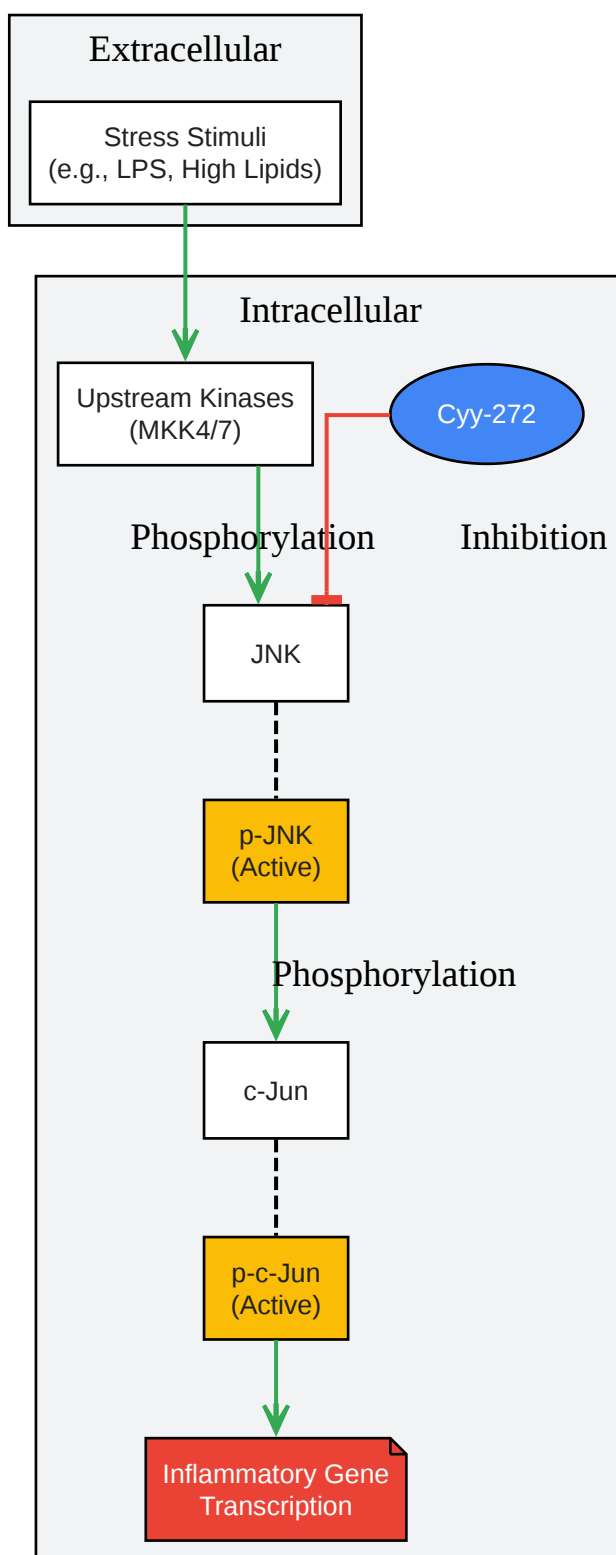 Extracellular
Stress Stimuli
(e.g., LPS, High Lipids)
Intracellular
Upstream Kinases
(MKK4/7)
Cyy-272
Phosphorylation
Inhibition
JNK
p-JNK
(Active)
Phosphorylation
c-Jun
p-c-Jun
(Active)
Inflammatory Gene
Transcription